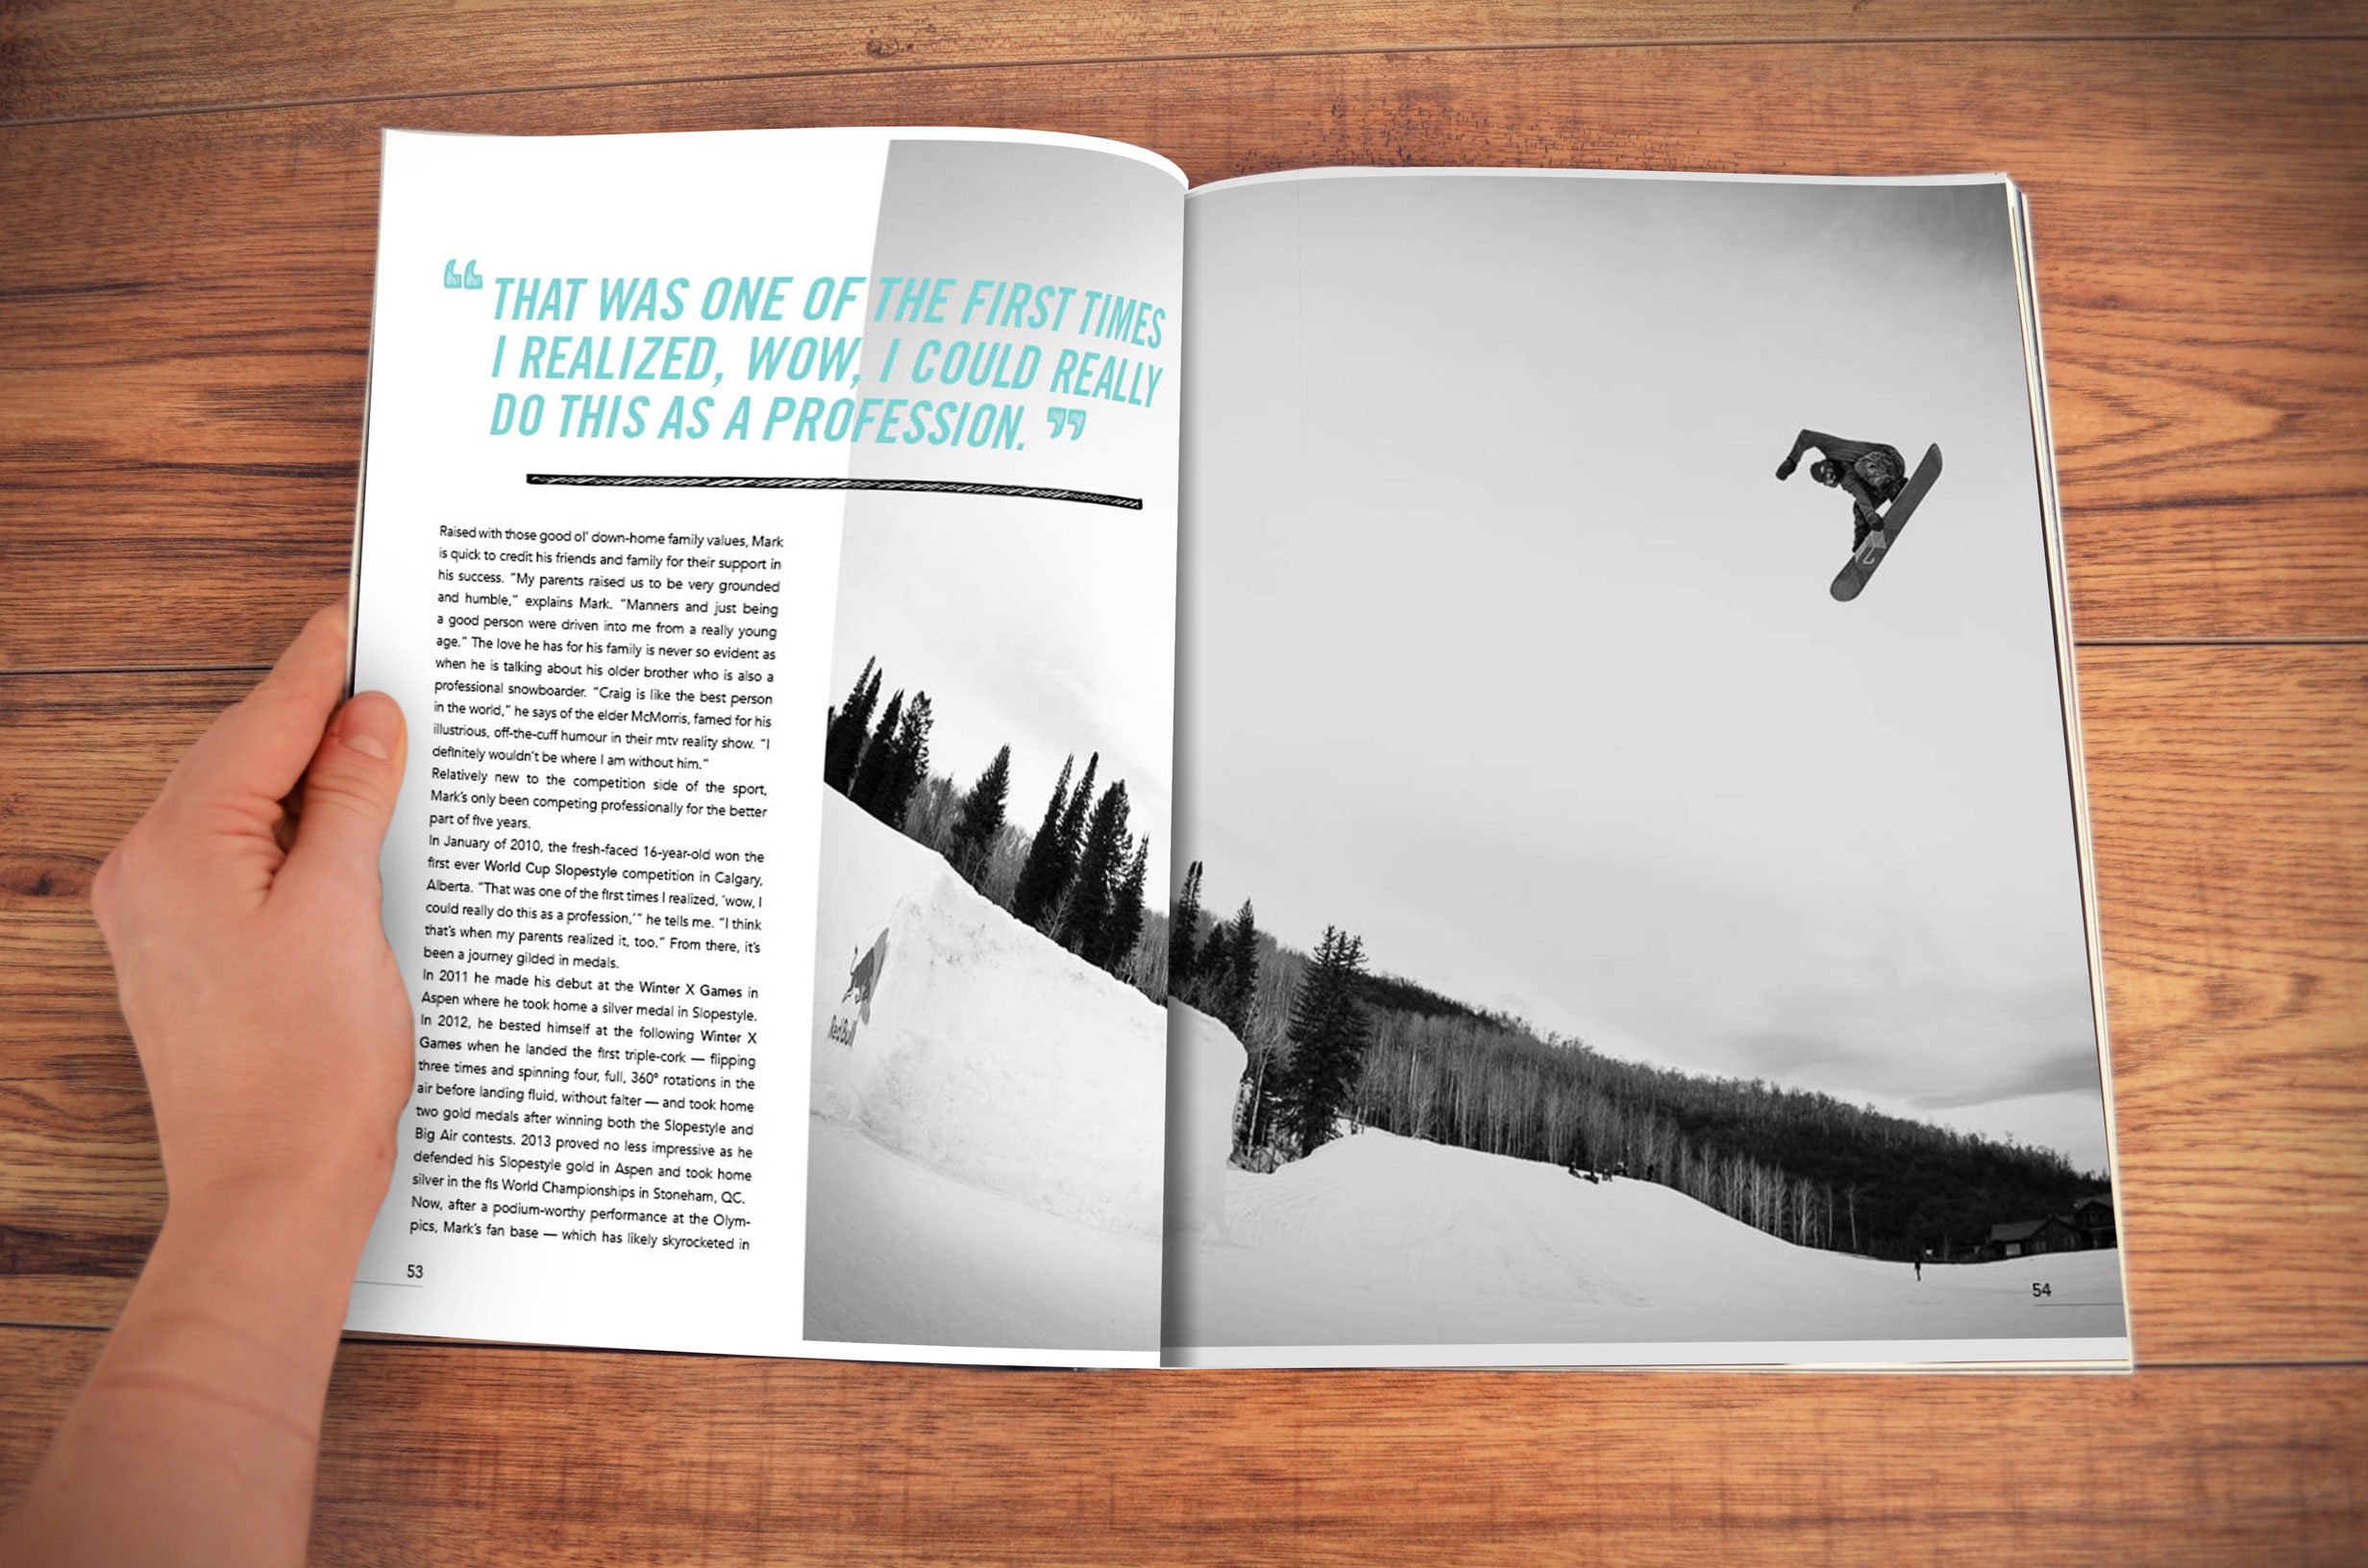 “ THAT WAS ONE OF THE FIRST TIMES
I REALIZED, WOW, I COULD REALLY
DO THIS AS A PROFESSION. ”
Raised with those good ol’ down-home family values, Mark
is quick to credit his friends and family for their support in
his success. “My parents raised us to be very grounded
and humble,” explains Mark. “Manners and just being
a good person were driven into me from a really young
age.” The love he has for his family is never so evident as
when he is talking about his older brother who is also a
professional snowboarder. “Craig is like the best person
in the world,” he says of the elder McMorris, famed for his
illustrious, off-the-cuff humour in their mtv reality show. “I
definitely wouldn’t be where I am without him.”
Relatively new to the competition side of the sport,
Mark’s only been competing professionally for the better
part of five years.
In January of 2010, the fresh-faced 16-year-old won the
first ever World Cup Slopestyle competition in Calgary,
Alberta. “That was one of the first times I realized, ‘wow, I
could really do this as a profession,’” he tells me. “I think
that’s when my parents realized it, too.” From there, it’s
been a journey gilded in medals.
In 2011 he made his debut at the Winter X Games in
Aspen where he took home a silver medal in Slopestyle.
In 2012, he bested himself at the following Winter X
Games when he landed the first triple-cork — flipping
three times and spinning four, full, 360° rotations in the
air before landing fluid, without falter — and took home
two gold medals after winning both the Slopestyle and
Big Air contests. 2013 proved no less impressive as he
defended his Slopestyle gold in Aspen and took home
silver in the fis World Championships in Stoneham, QC.
Now, after a podium-worthy performance at the Olym-
pics, Mark’s fan base — which has likely skyrocketed in
53
Red Bull
54